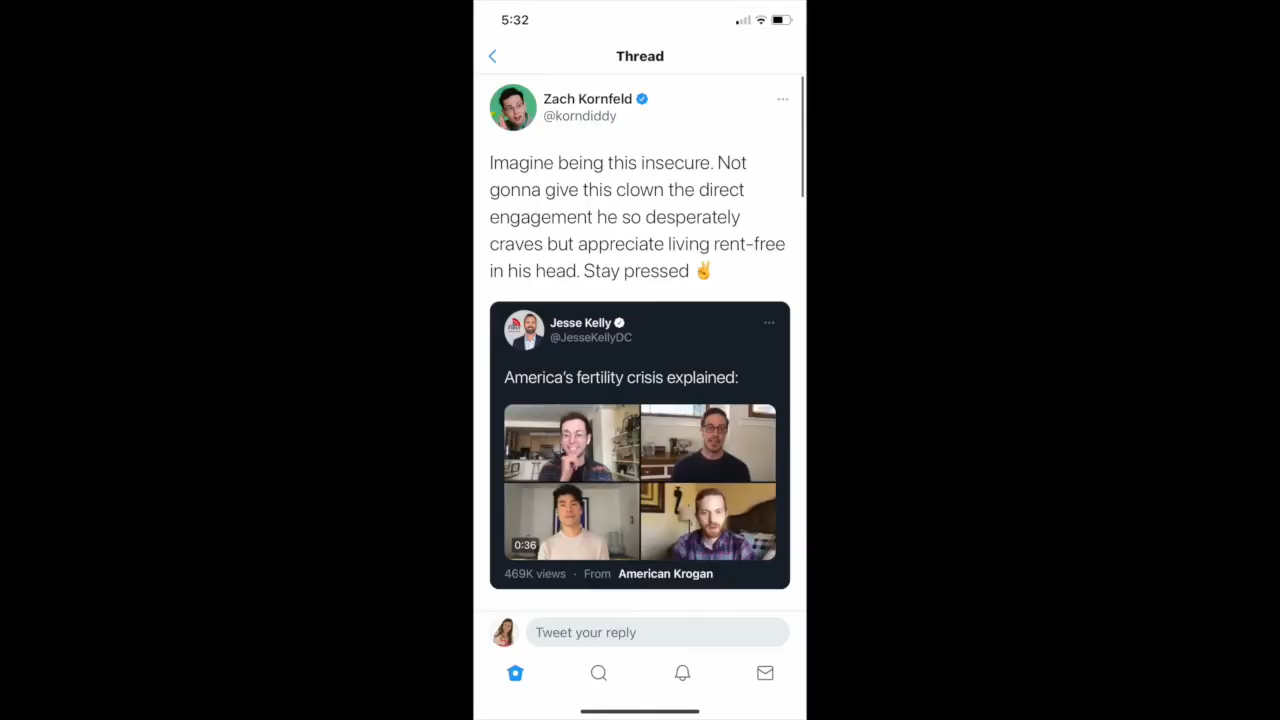 5:32
Thread
Zach Kornfeld
@korndiddy
Imagine being this insecure. Not
gonna give this clown the direct
engagement he so desperately
craves but appreciate living rent-free
in his head. Stay pressed ✌️
Jesse Kelly
@JesseKellyDC
America's fertility crisis explained:
0:36
469K views · From American Krogan
Tweet your reply